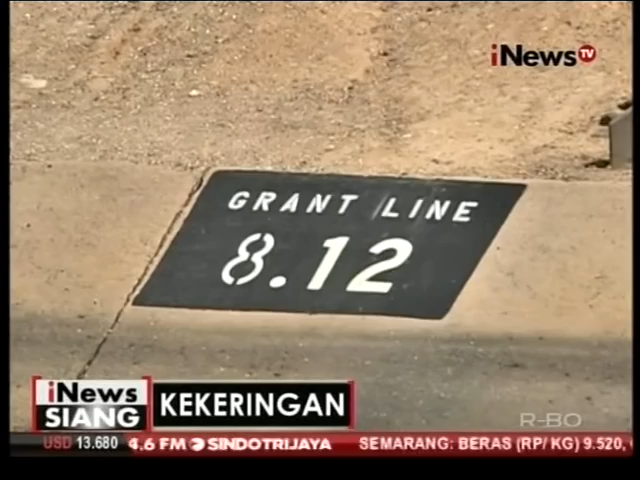 iNews TV
GRANT LINE
8.12
iNews
SIANG
KEKERINGAN
R-BO
USD 13.680 4.6 FM SINDOTRIJAYA SEMARANG: BERAS (RP/ KG) 9.520,